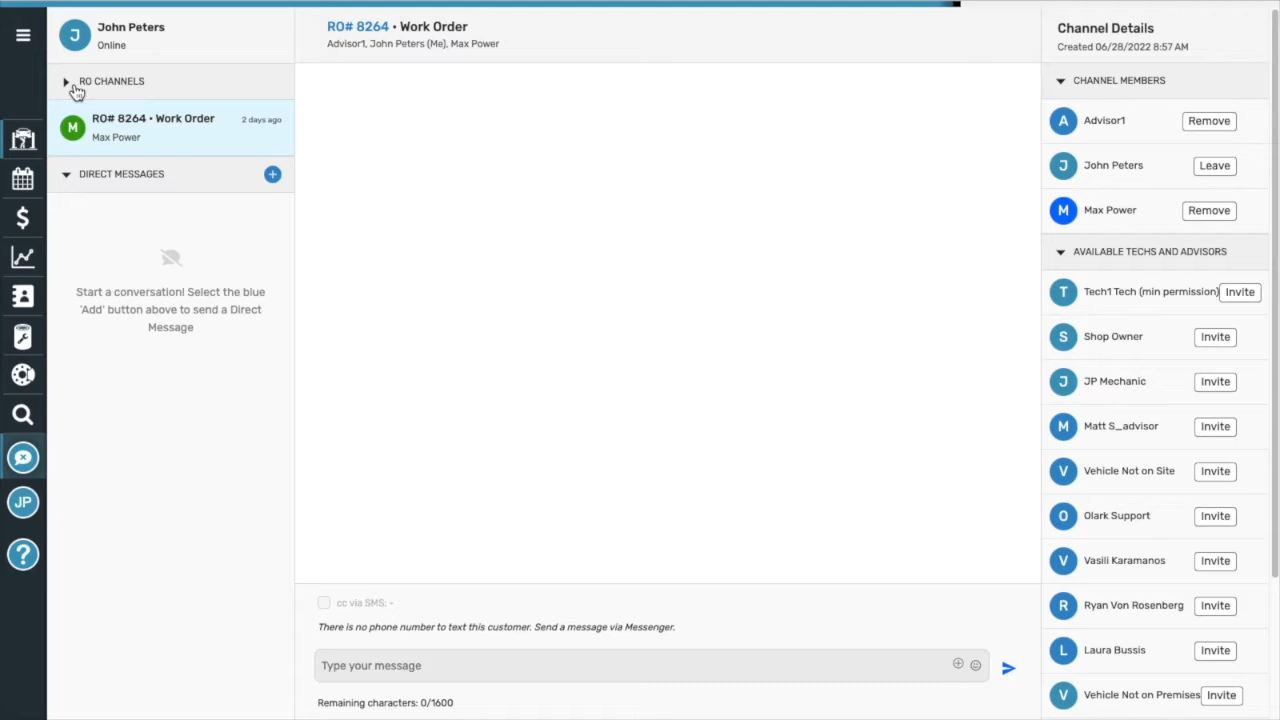 J
John Peters
Online
RO CHANNELS
M
RO# 8264 • Work Order
2 days ago
Max Power
DIRECT MESSAGES
Start a conversation! Select the blue
'Add' button above to send a Direct
Message
JP
?
RO# 8264 • Work Order
Advisor1, John Peters (Me), Max Power
cc via SMS: -
There is no phone number to text this customer. Send a message via Messenger.
Type your message
Remaining characters: 0/1600
Channel Details
Created 06/28/2022 8:57 AM
CHANNEL MEMBERS
A Advisor1 Remove
J John Peters Leave
M Max Power Remove
AVAILABLE TECHS AND ADVISORS
T Tech1 Tech (min permission) Invite
S Shop Owner Invite
J JP Mechanic Invite
M Matt S_advisor Invite
V Vehicle Not on Site Invite
O Olark Support Invite
V Vasili Karamanos Invite
R Ryan Von Rosenberg Invite
L Laura Bussis Invite
V Vehicle Not on Premises Invite